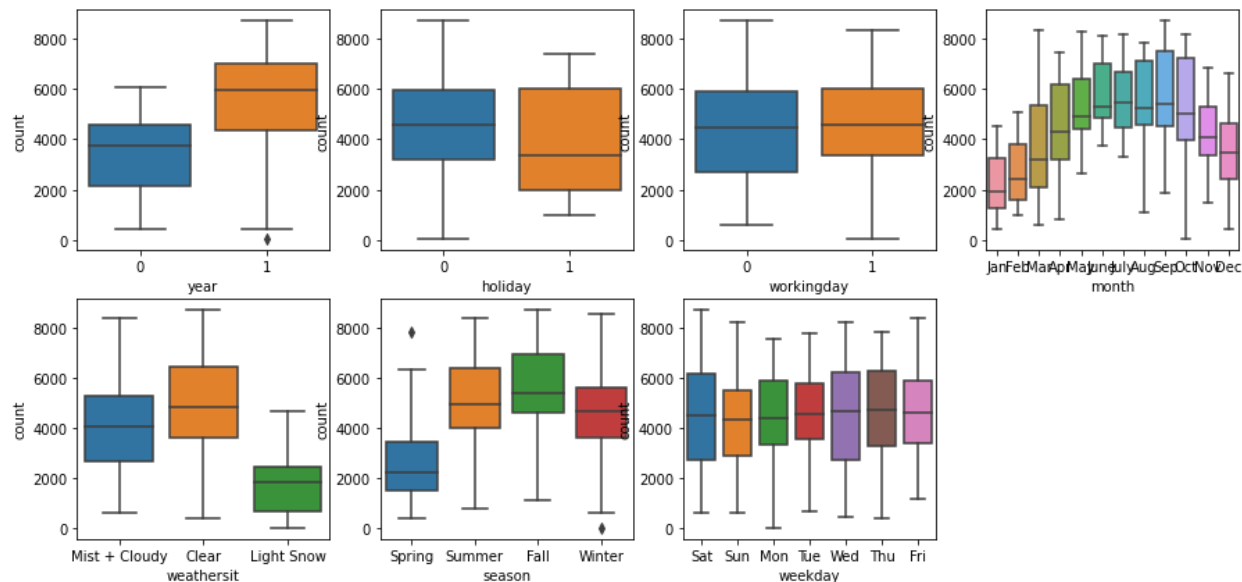 8000
6000
4000
2000
0
count
0 1
year
8000
6000
4000
2000
0
count
0 1
holiday
8000
6000
4000
2000
0
count
0 1
workingday
8000
6000
4000
2000
0
count
Jan Feb Mar Apr May June July Aug Sep Oct Nov Dec
month
8000
6000
4000
2000
0
count
Mist + Cloudy Clear Light Snow
weathersit
8000
6000
4000
2000
0
count
Spring Summer Fall Winter
season
8000
6000
4000
2000
0
count
Sat Sun Mon Tue Wed Thu Fri
weekday